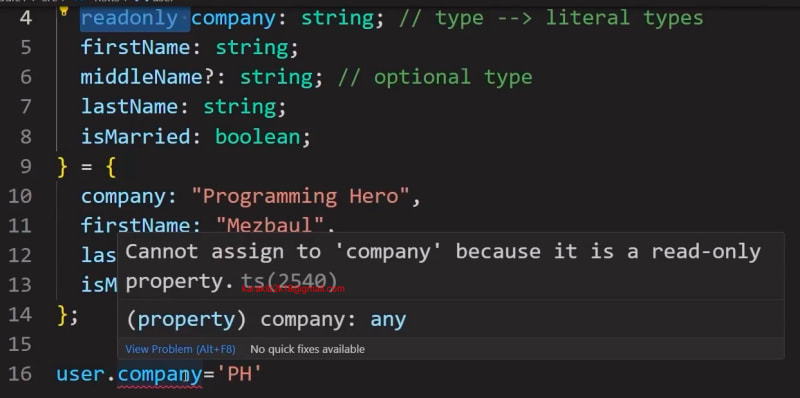 4 readonly company: string; // type --> literal types
5 firstName: string;
6 middleName?: string; // optional type
7 lastName: string;
8 isMarried: boolean;
9 } = {
10 company: "Programming Hero",
11 firstName: "Mezbaul",
12 las
Cannot assign to 'company' because it is a read-only
13 isM
property. ts(2540)
14 };
(property) company: any
15
View Problem (Alt+F8) No quick fixes available
16 user.company='PH'